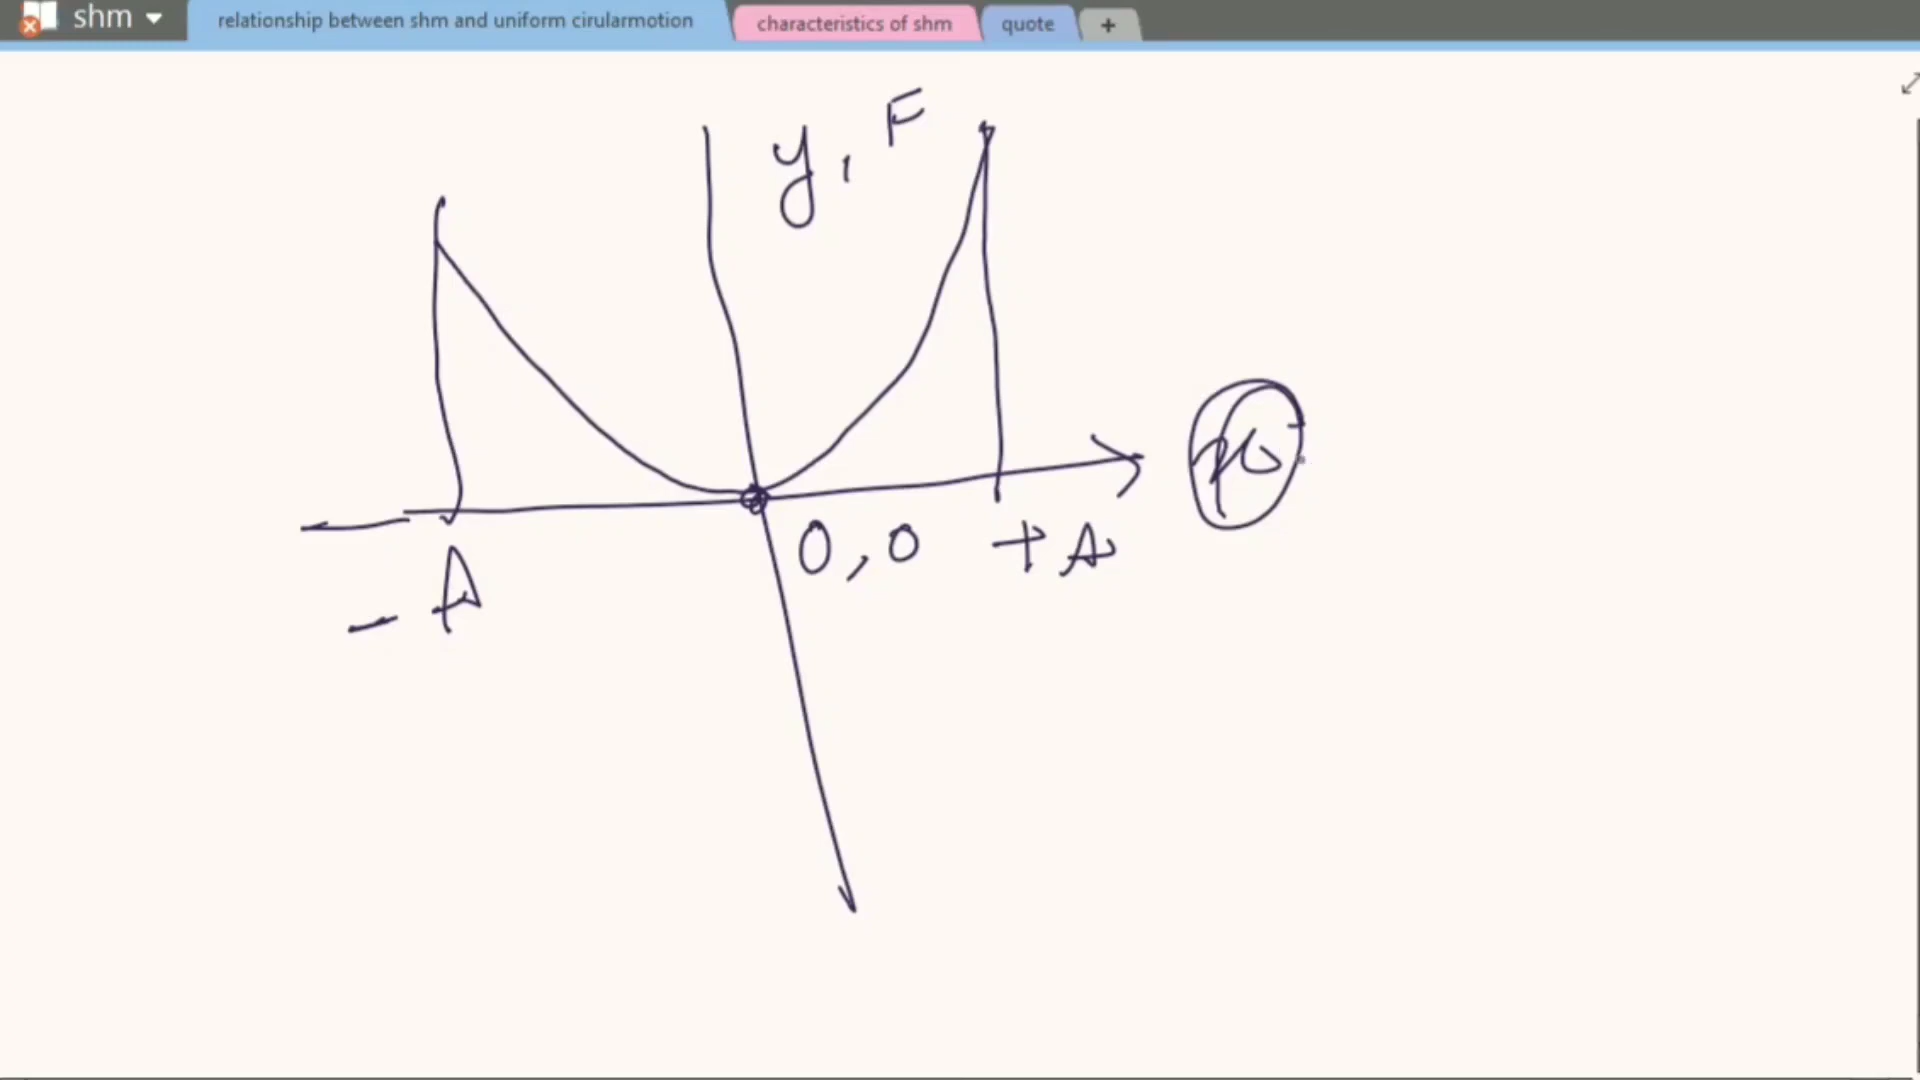 shm
relationship between shm and uniform cirularmotion
characteristics of shm
quote
+
y, F
0,0
+A
-A